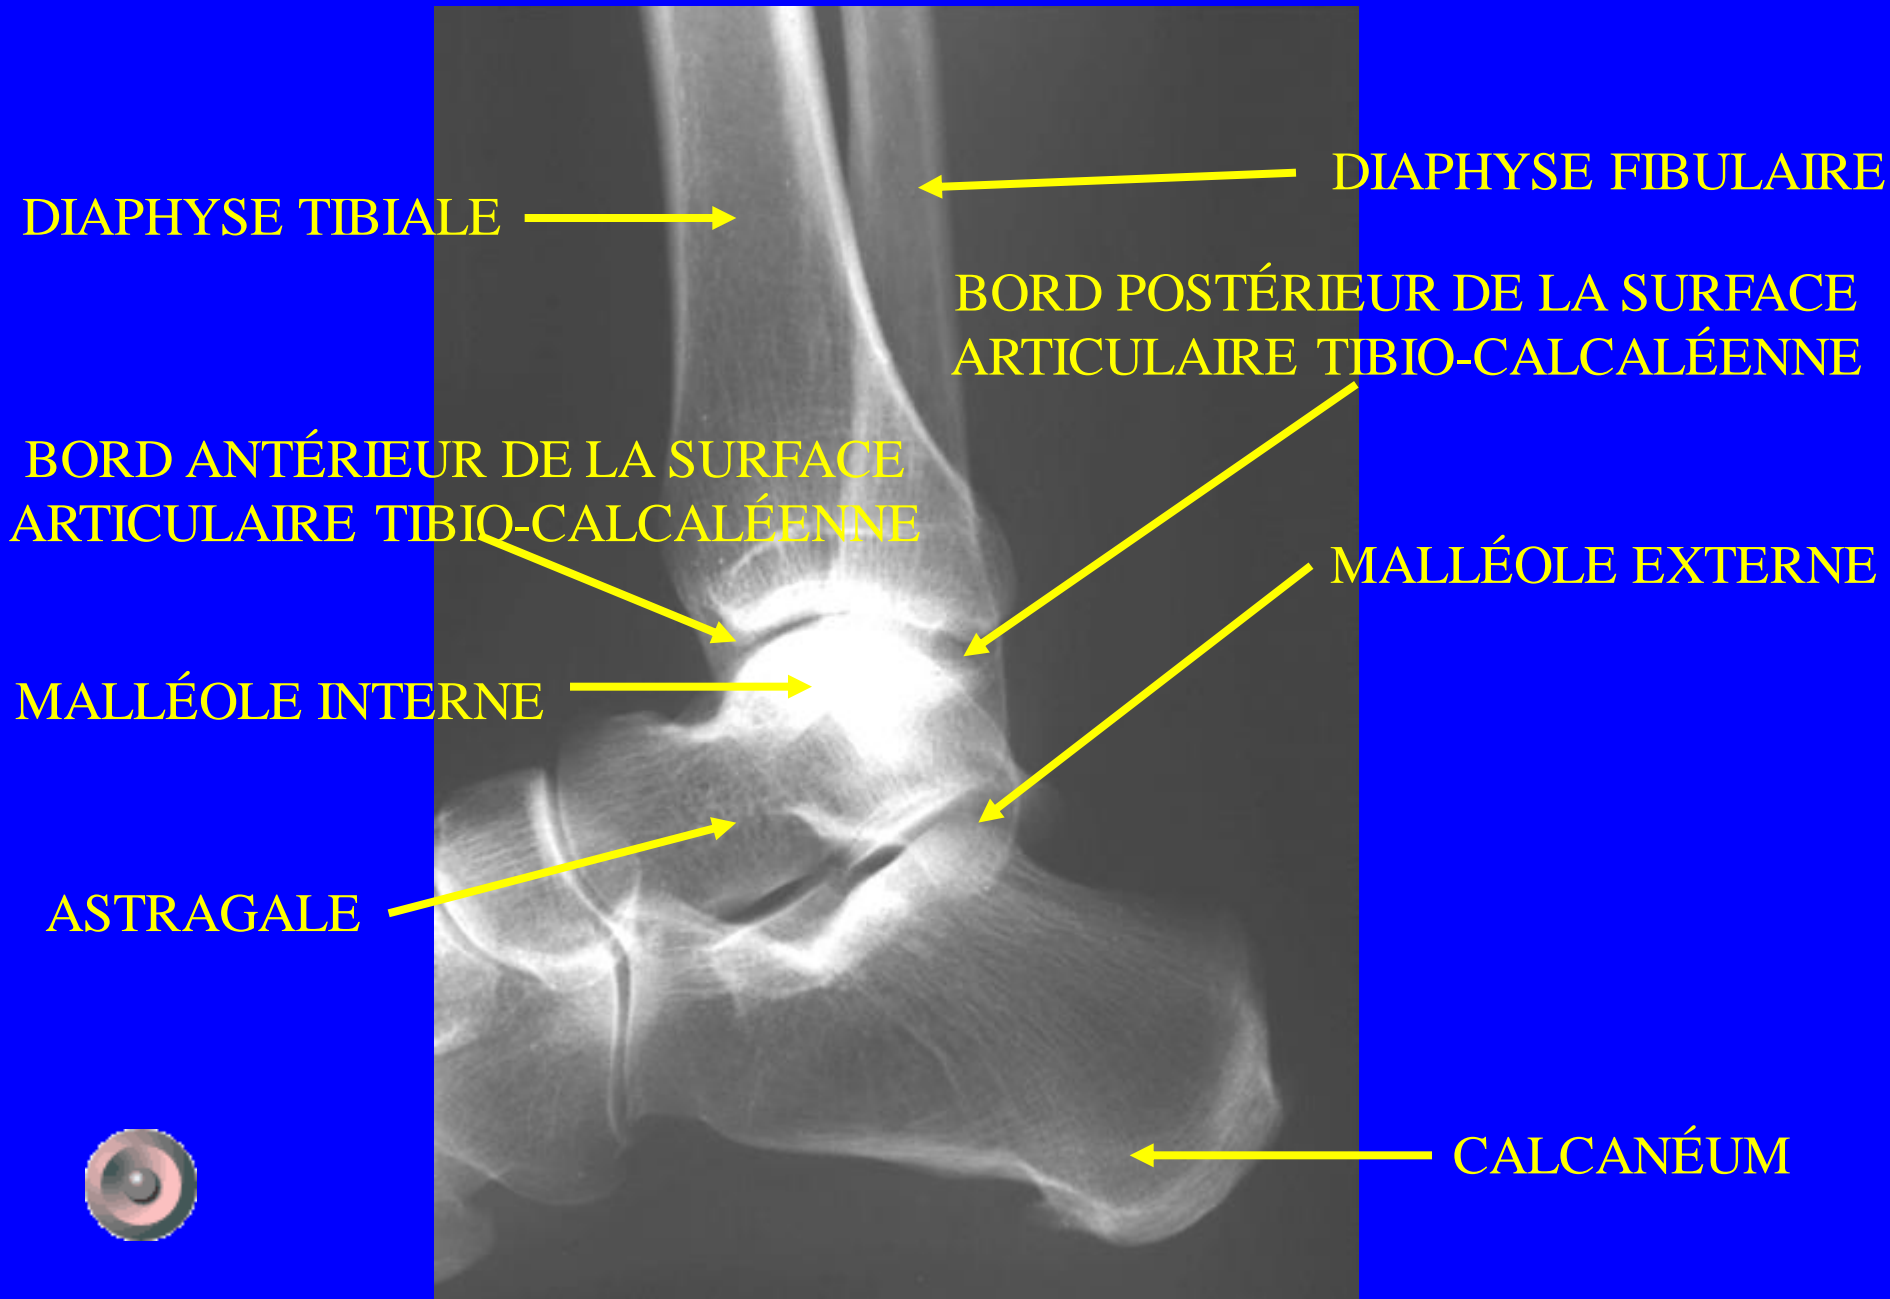 DIAPHYSE FIBULAIRE
DIAPHYSE TIBIALE
BORD POSTÉRIEUR DE LA SURFACE
ARTICULAIRE TIBIO-CALCALÉENNE
BORD ANTÉRIEUR DE LA SURFACE
ARTICULAIRE TIBIO-CALCALÉENNE
MALLÉOLE EXTERNE
MALLÉOLE INTERNE
ASTRAGALE
CALCANÉUM